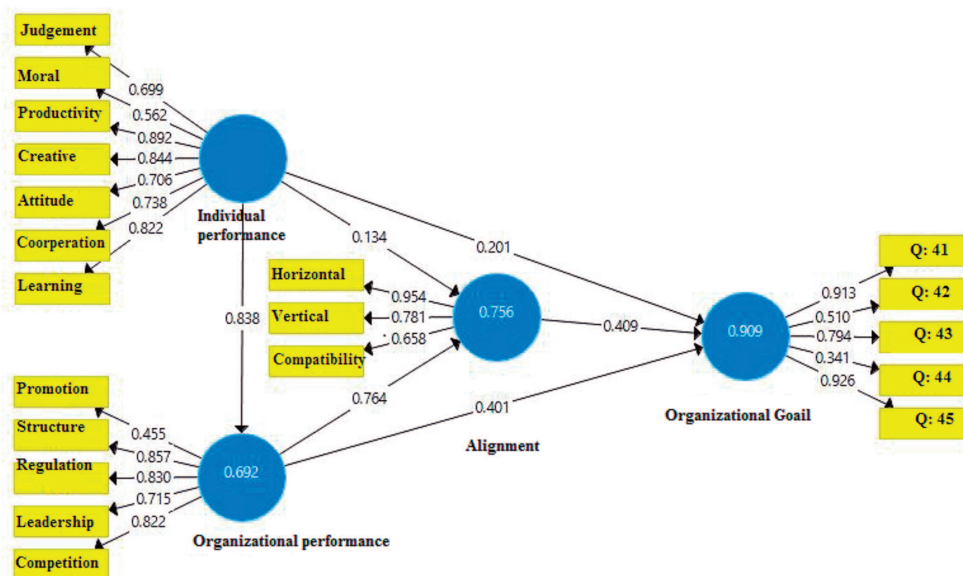 Judgement
Moral
Productivity
Creative
Attitude
Coorperation
Learning
0.699
0.562
0.892
0.844
0.706
0.738
0.822
Individual
performance
0.134
0.201
0.838
Horizontal
Vertical
Compatibility
0.954
0.781
0.658
0.756
0.409
0.909
Q: 41
Q: 42
Q: 43
Q: 44
Q: 45
0.913
0.510
0.794
0.341
0.926
Organizational Goail
Alignment
0.764
0.401
Promotion
Structure
Regulation
Leadership
Competition
0.455
0.857
0.830
0.715
0.822
0.692
Organizational performance